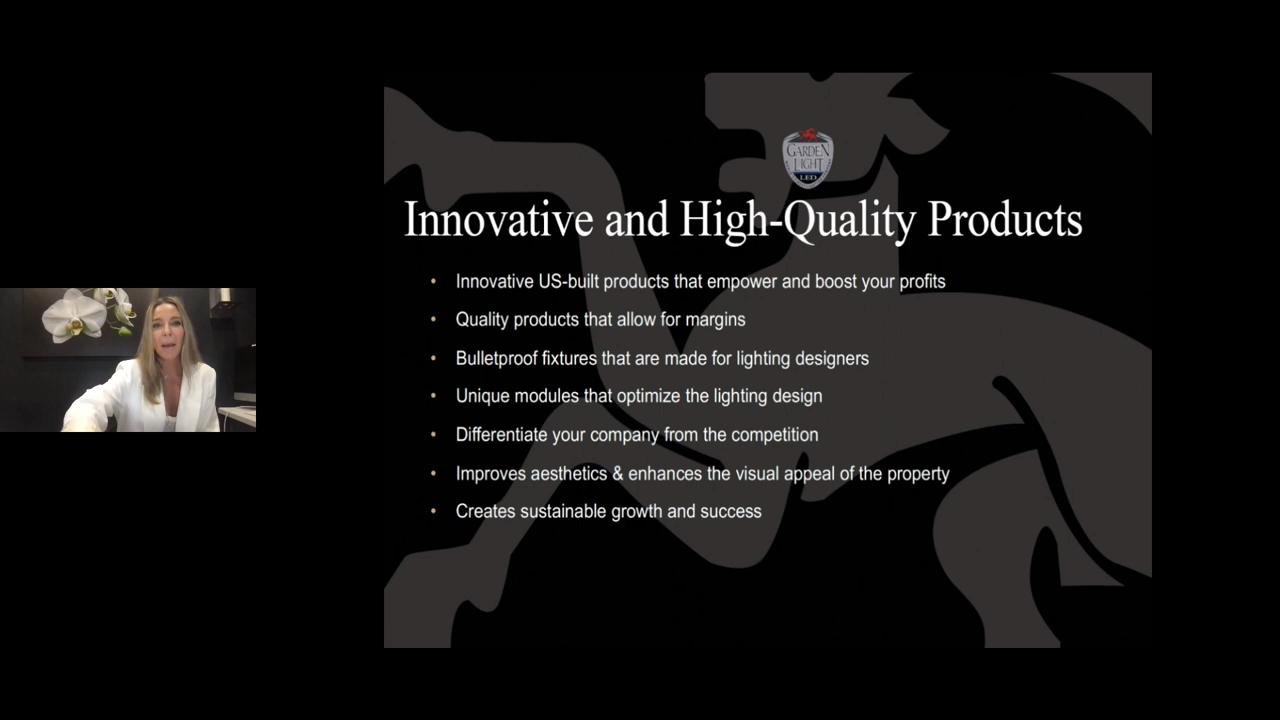 GARDEN
LIGHT
LED
Innovative and High-Quality Products
• Innovative US-built products that empower and boost your profits
• Quality products that allow for margins
• Bulletproof fixtures that are made for lighting designers
• Unique modules that optimize the lighting design
• Differentiate your company from the competition
• Improves aesthetics & enhances the visual appeal of the property
• Creates sustainable growth and success